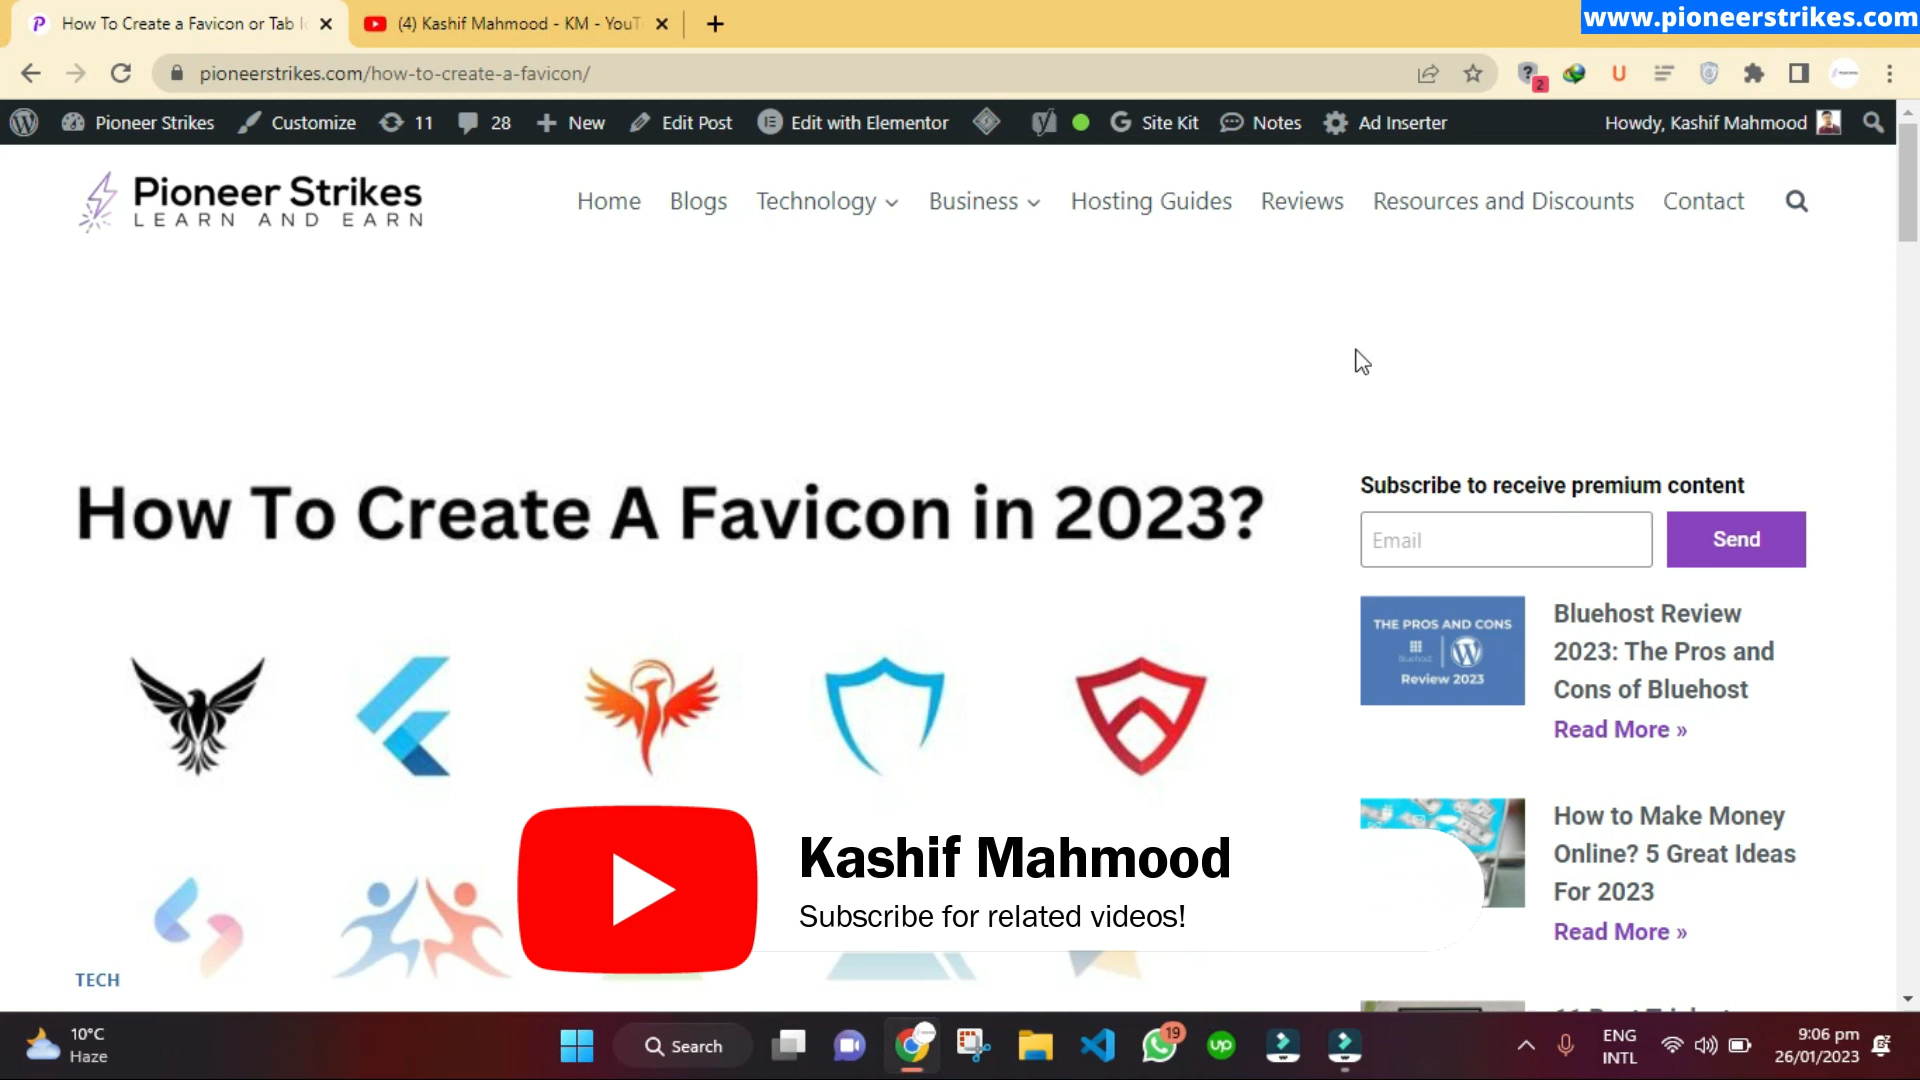 How To Create a Favicon or Tab
(4) Kashif Mahmood - KM - YouT
www.pioneerstrikes.com
pioneerstrikes.com/how-to-create-a-favicon/
2
Pioneer Strikes
Customize
11
28
New
Edit Post
Edit with Elementor
Site Kit
Notes
Ad Inserter
Howdy, Kashif Mahmood
Pioneer Strikes
LEARN AND EARN
Home
Blogs
Technology
Business
Hosting Guides
Reviews
Resources and Discounts
Contact
How To Create A Favicon in 2023?
Subscribe to receive premium content
Email
Send
THE PROS AND CONS
bluehost
Review 2023
Bluehost Review
2023: The Pros and
Cons of Bluehost
Read More »
How to Make Money
Online? 5 Great Ideas
For 2023
Read More »
Kashif Mahmood
Subscribe for related videos!
TECH
10°C
Haze
Search
19
up
ENG
INTL
9:06 pm
26/01/2023